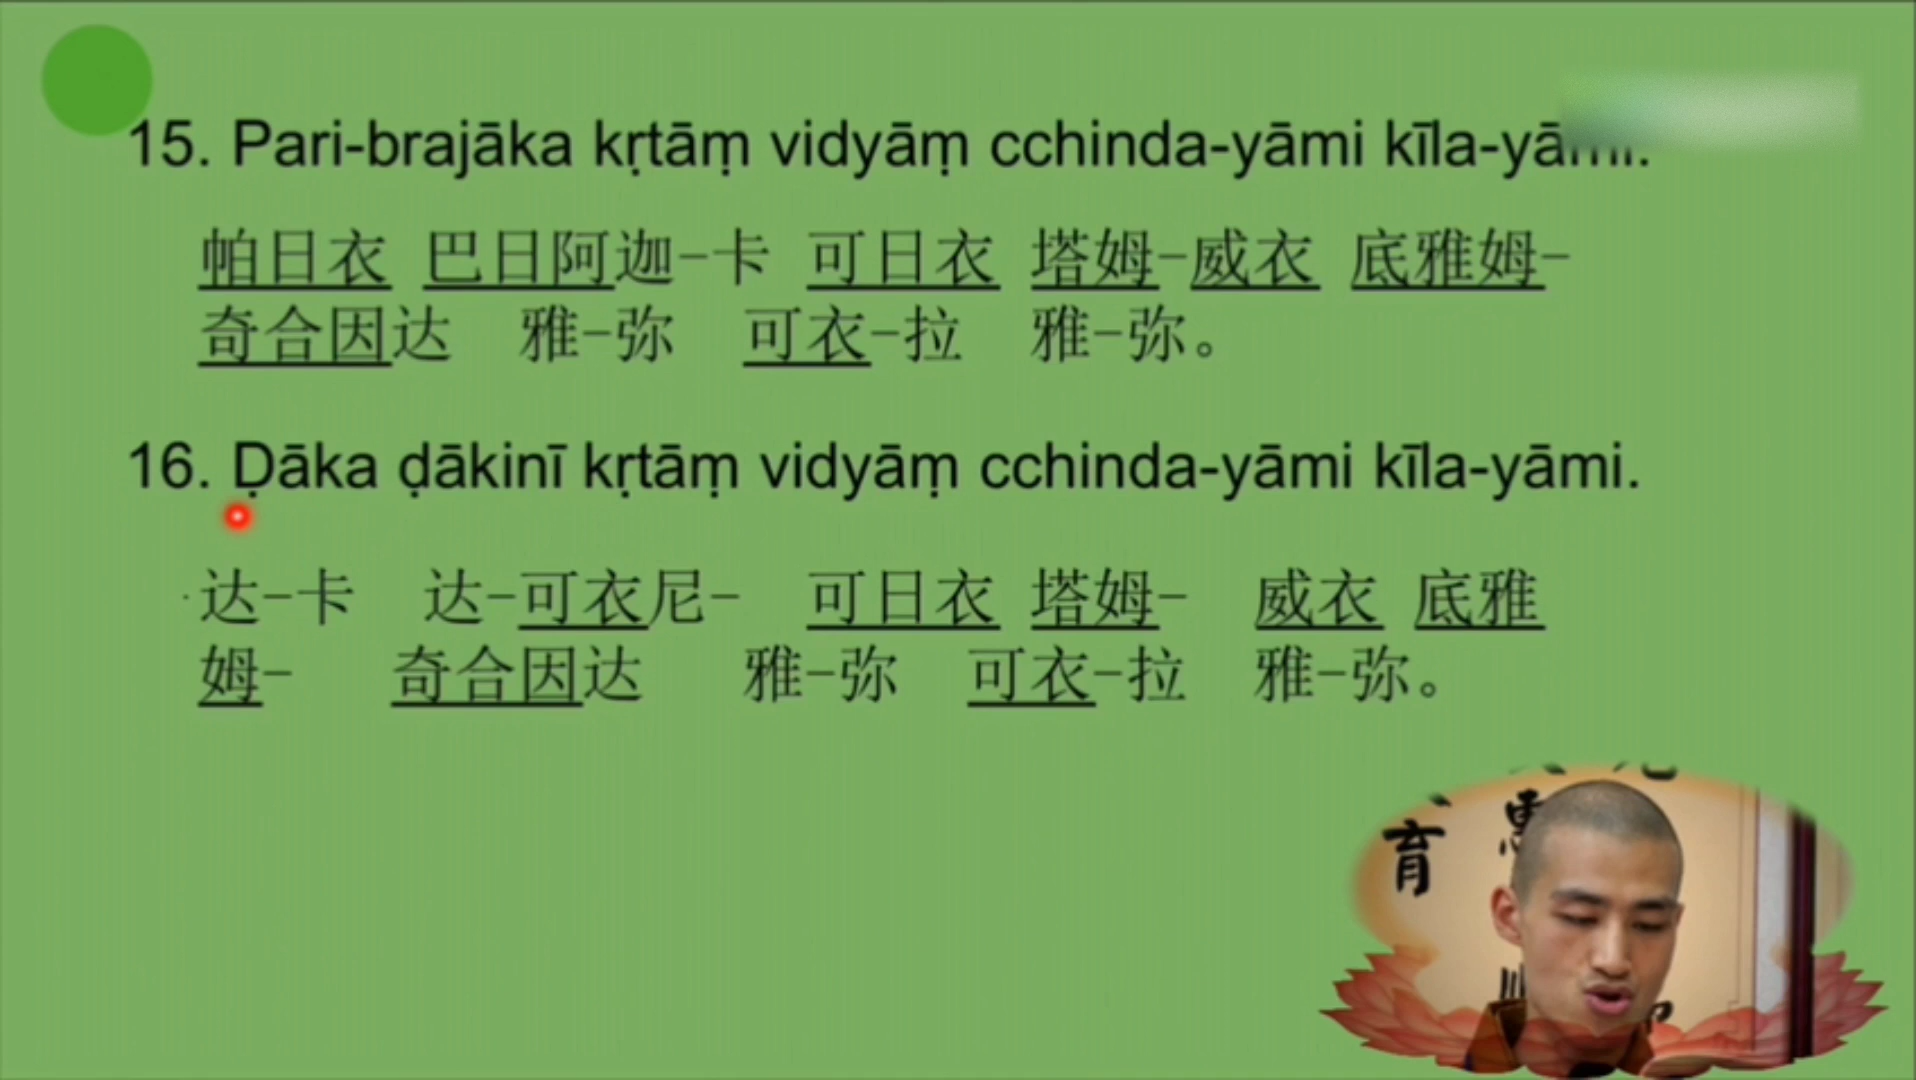 15. Pari-brajāka kṛtāṃ vidyāṃ cchinda-yāmi kīla-yāmi.
帕日衣 巴日阿迦-卡 可日衣 塔姆-威衣 底雅姆-
奇合因达 雅-弥 可衣-拉 雅-弥。
16. Ḍāka ḍākinī kṛtāṃ vidyāṃ cchinda-yāmi kīla-yāmi.
达-卡 达-可衣尼- 可日衣 塔姆- 威衣 底雅
姆- 奇合因达 雅-弥 可衣-拉 雅-弥。
育